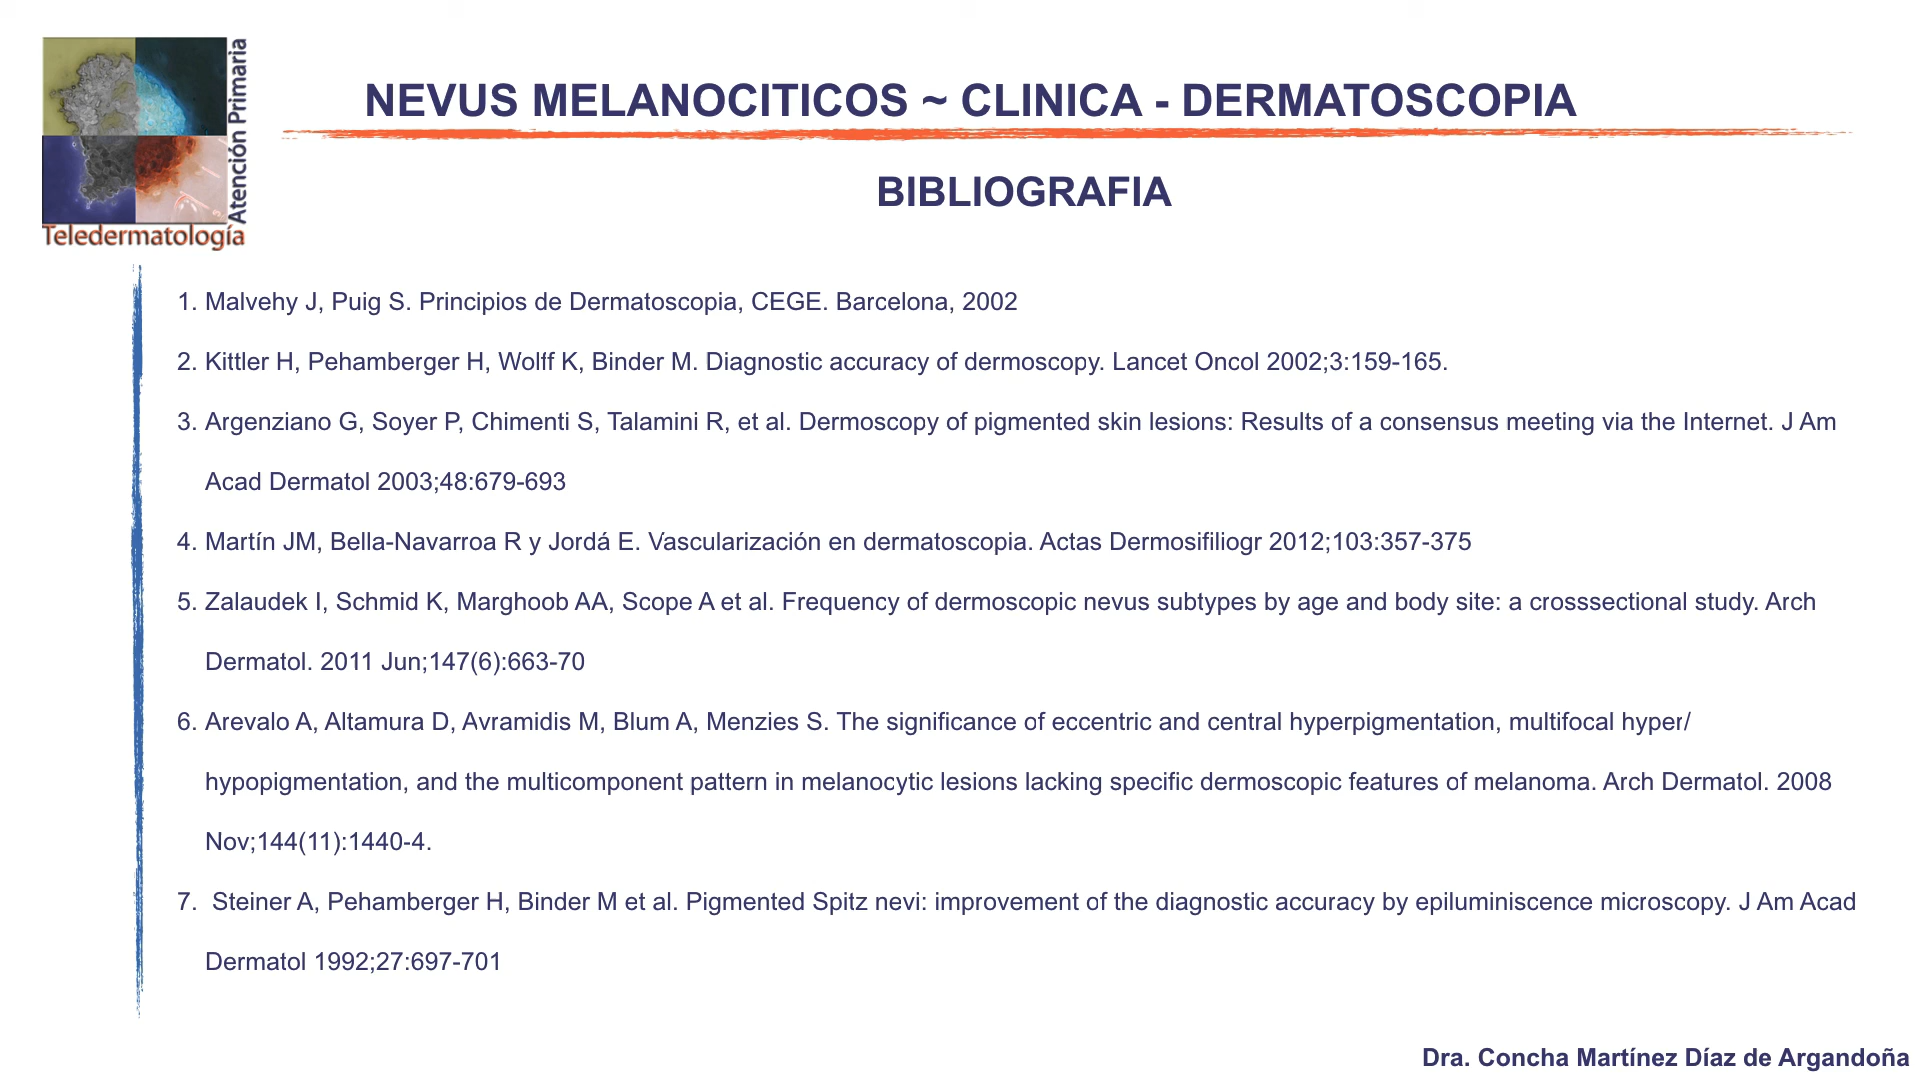 Atención Primaria
Teledermatología
NEVUS MELANOCITICOS ~ CLINICA - DERMATOSCOPIA
BIBLIOGRAFIA
1. Malvehy J, Puig S. Principios de Dermatoscopia, CEGE. Barcelona, 2002
2. Kittler H, Pehamberger H, Wolff K, Binder M. Diagnostic accuracy of dermoscopy. Lancet Oncol 2002;3:159-165.
3. Argenziano G, Soyer P, Chimenti S, Talamini R, et al. Dermoscopy of pigmented skin lesions: Results of a consensus meeting via the Internet. J Am
Acad Dermatol 2003;48:679-693
4. Martín JM, Bella-Navarroa R y Jordá E. Vascularización en dermatoscopia. Actas Dermosifiliogr 2012;103:357-375
5. Zalaudek I, Schmid K, Marghoob AA, Scope A et al. Frequency of dermoscopic nevus subtypes by age and body site: a crosssectional study. Arch
Dermatol. 2011 Jun;147(6):663-70
6. Arevalo A, Altamura D, Avramidis M, Blum A, Menzies S. The significance of eccentric and central hyperpigmentation, multifocal hyper/
hypopigmentation, and the multicomponent pattern in melanocytic lesions lacking specific dermoscopic features of melanoma. Arch Dermatol. 2008
Nov;144(11):1440-4.
7. Steiner A, Pehamberger H, Binder M et al. Pigmented Spitz nevi: improvement of the diagnostic accuracy by epiluminiscence microscopy. J Am Acad
Dermatol 1992;27:697-701
Dra. Concha Martínez Díaz de Argandoña